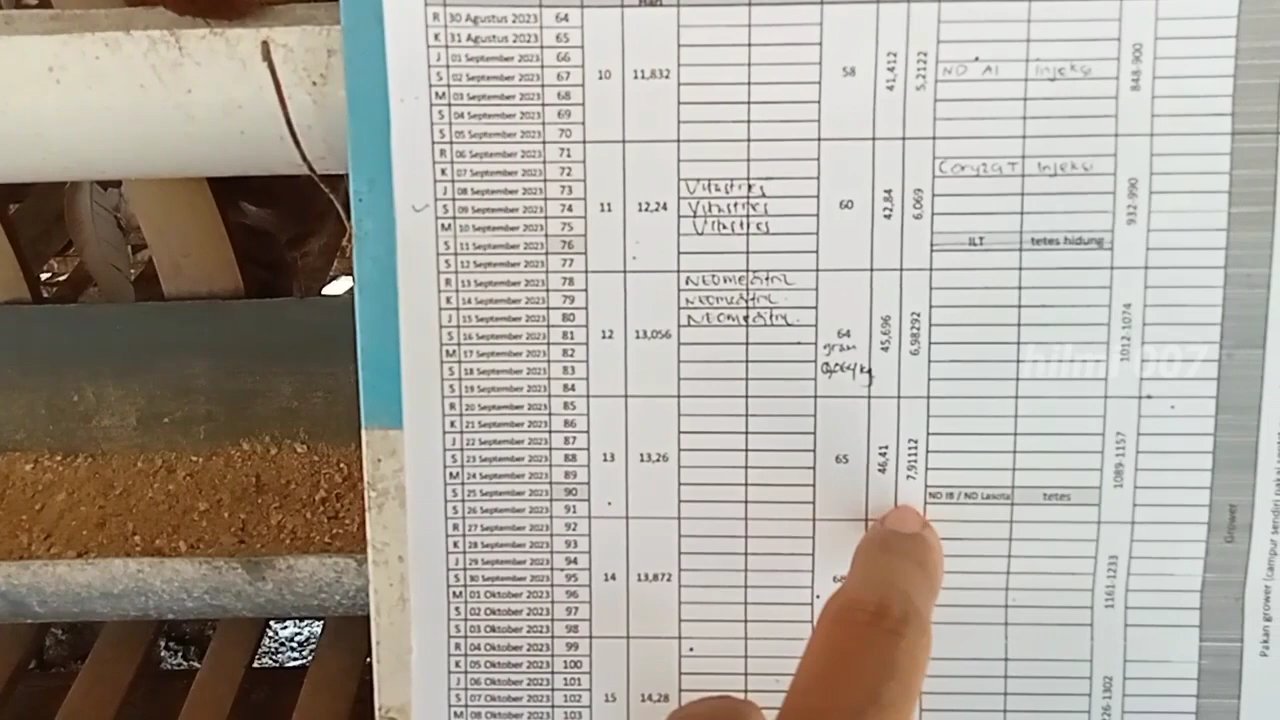 Hari
R 30 Agustus 2023 64
K 31 Agustus 2023 65
J 01 September 2023 66
S 02 September 2023 67 10 11,832 58 41,412 5,2122 ND AI Injeksi 848-900
M 03 September 2023 68
S 04 September 2023 69
S 05 September 2023 70
R 06 September 2023 71
K 07 September 2023 72 Coryza T Injeksi
J 08 September 2023 73 Vitastres
S 09 September 2023 74 11 12,24 Vitastres 60 42,84 6,069 932-990
M 10 September 2023 75 Vitastres
S 11 September 2023 76 ILT tetes hidung
S 12 September 2023 77
R 13 September 2023 78 NEOmeditril
K 14 September 2023 79 NEOmeditril
J 15 September 2023 80 NEOmeditril
S 16 September 2023 81 12 13,056 64 45,696 6,98292 1012-1074
M 17 September 2023 82 gram
S 18 September 2023 83 0,064 kg
S 19 September 2023 84
R 20 September 2023 85
K 21 September 2023 86
J 22 September 2023 87
S 23 September 2023 88 13 13,26 65 46,41 7,91112 1089-1157
M 24 September 2023 89
S 25 September 2023 90 ND IB / ND Lasota tetes
S 26 September 2023 91
R 27 September 2023 92
K 28 September 2023 93
J 29 September 2023 94
S 30 September 2023 95 14 13,872 68 1161-1233
M 01 Oktober 2023 96
S 02 Oktober 2023 97
S 03 Oktober 2023 98
R 04 Oktober 2023 99
K 05 Oktober 2023 100
J 06 Oktober 2023 101
S 07 Oktober 2023 102 15 14,28 26-1302
M 08 Oktober 2023 103
Grower
Pakan grower (campur sendiri
hilmi 007